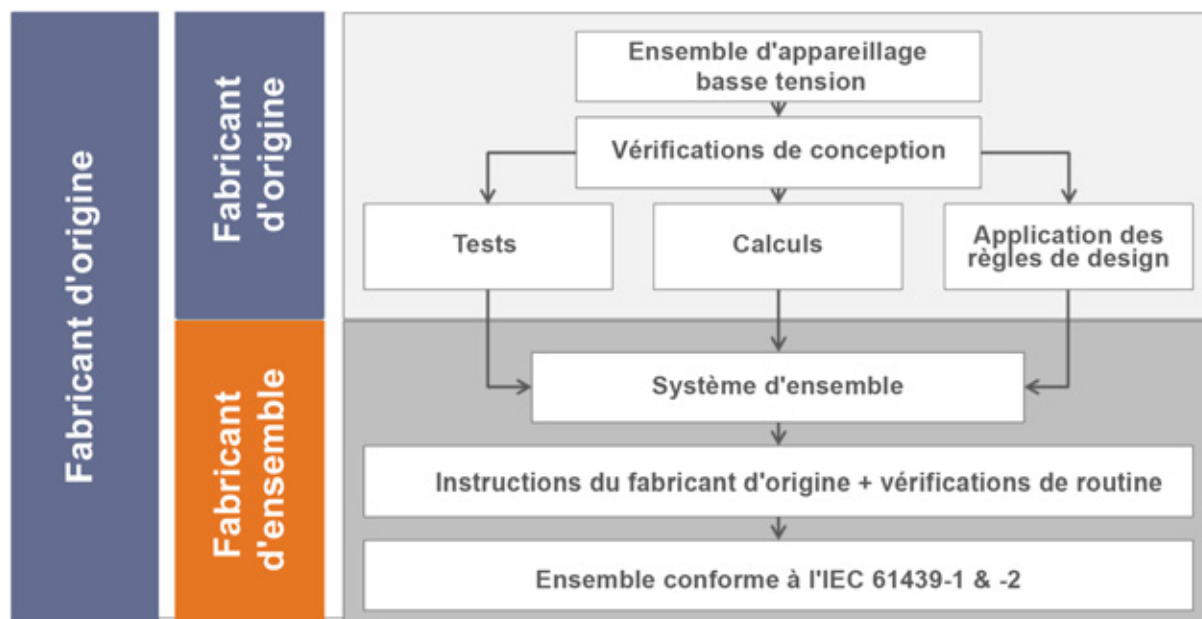 Fabricant d'origine
Fabricant
d'origine
Fabricant
d'ensemble
Ensemble d'appareillage
basse tension
Vérifications de conception
Tests
Calculs
Application des
règles de design
Système d'ensemble
Instructions du fabricant d'origine + vérifications de routine
Ensemble conforme à l'IEC 61439-1 & -2